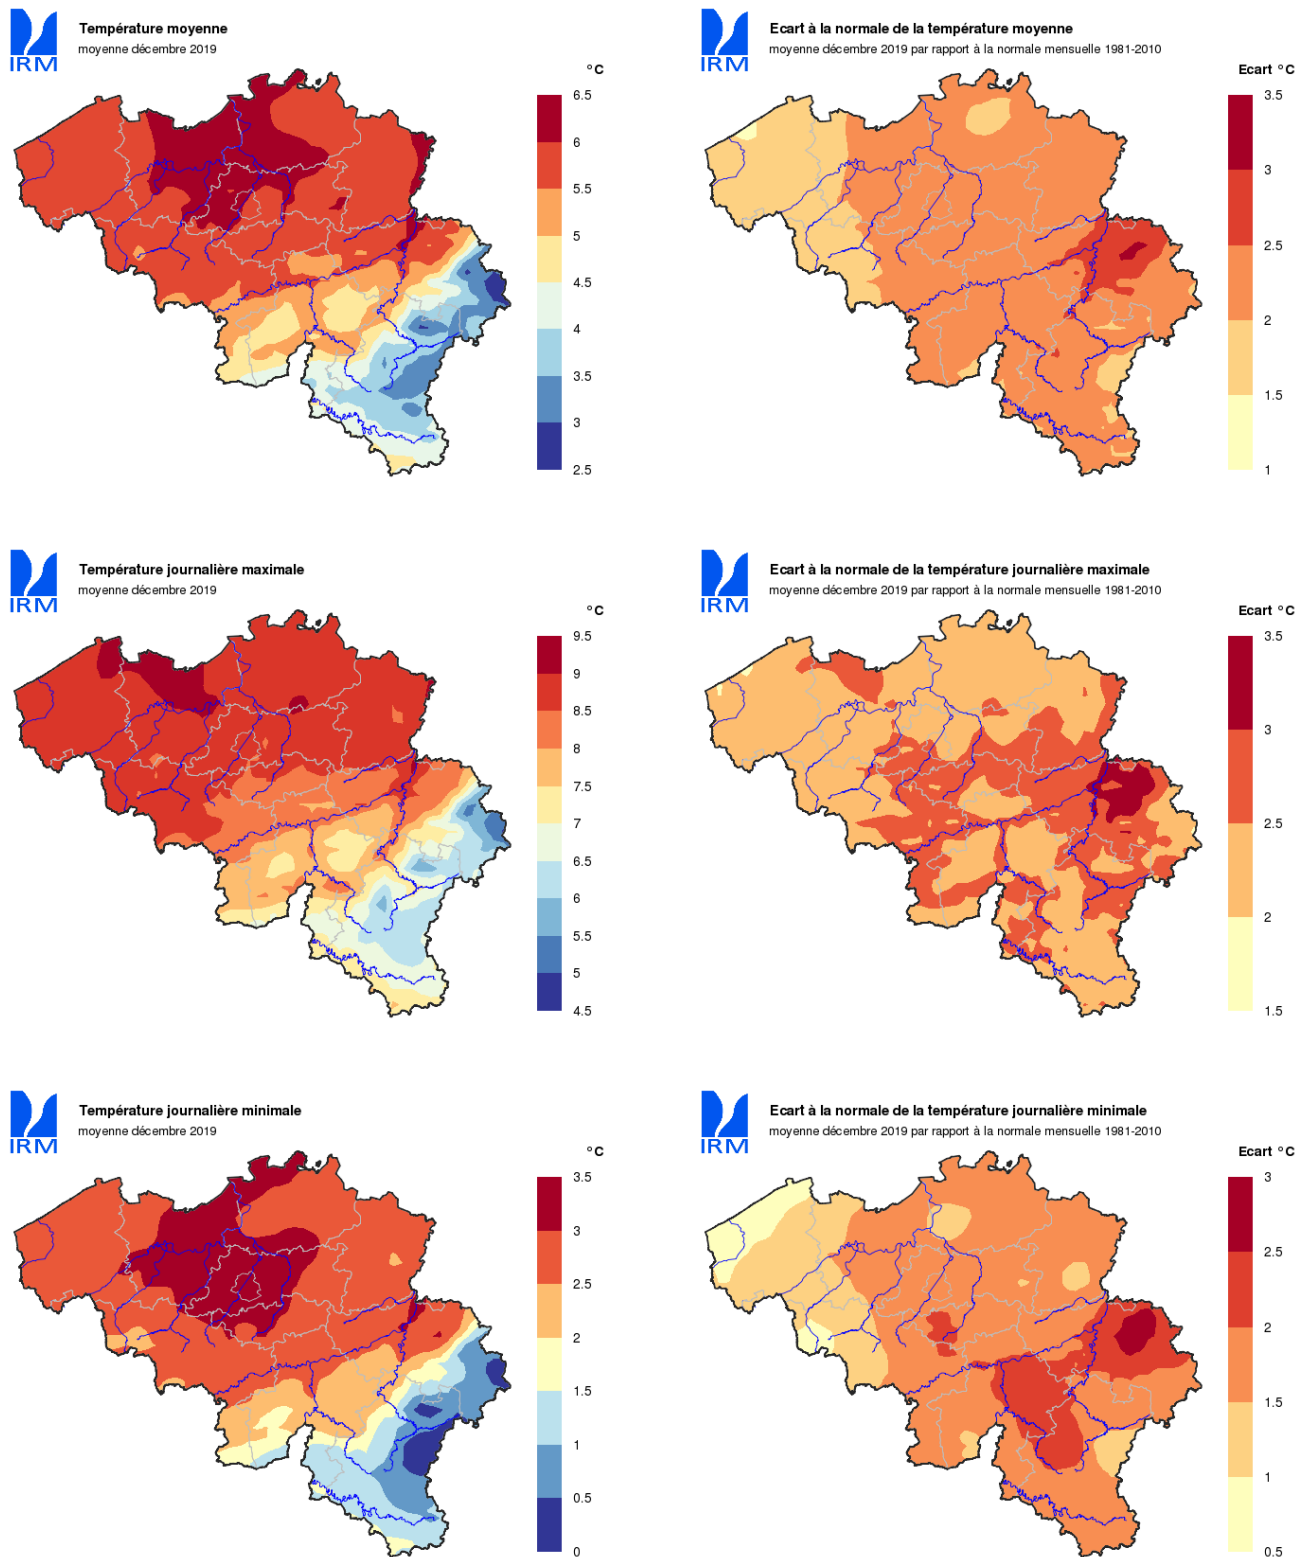 IRM
Température moyenne
moyenne décembre 2019
°C
6.5
6
5.5
5
4.5
4
3.5
3
2.5
IRM
Ecart à la normale de la température moyenne
moyenne décembre 2019 par rapport à la normale mensuelle 1981-2010
Ecart °C
3.5
3
2.5
2
1.5
1
IRM
Température journalière maximale
moyenne décembre 2019
°C
9.5
9
8.5
8
7.5
7
6.5
6
5.5
5
4.5
IRM
Ecart à la normale de la température journalière maximale
moyenne décembre 2019 par rapport à la normale mensuelle 1981-2010
Ecart °C
3.5
3
2.5
2
1.5
IRM
Température journalière minimale
moyenne décembre 2019
°C
3.5
3
2.5
2
1.5
1
0.5
0
IRM
Ecart à la normale de la température journalière minimale
moyenne décembre 2019 par rapport à la normale mensuelle 1981-2010
Ecart °C
3
2.5
2
1.5
1
0.5